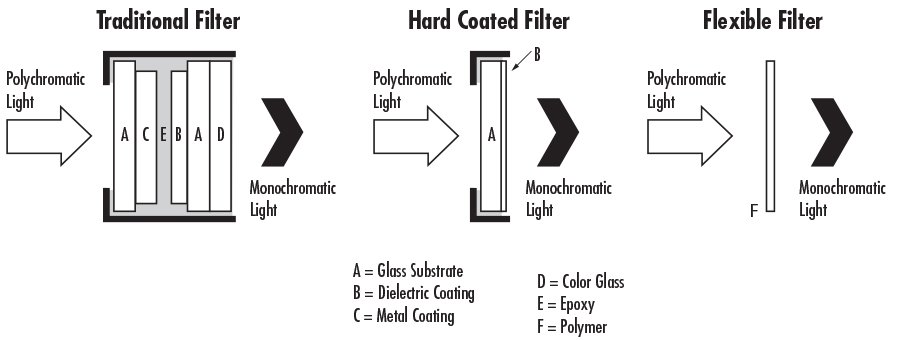 Traditional Filter
Polychromatic
Light
A C E B A D
Monochromatic
Light
Hard Coated Filter
Polychromatic
Light
B
A
Monochromatic
Light
Flexible Filter
Polychromatic
Light
F
Monochromatic
Light
A = Glass Substrate
B = Dielectric Coating
C = Metal Coating
D = Color Glass
E = Epoxy
F = Polymer